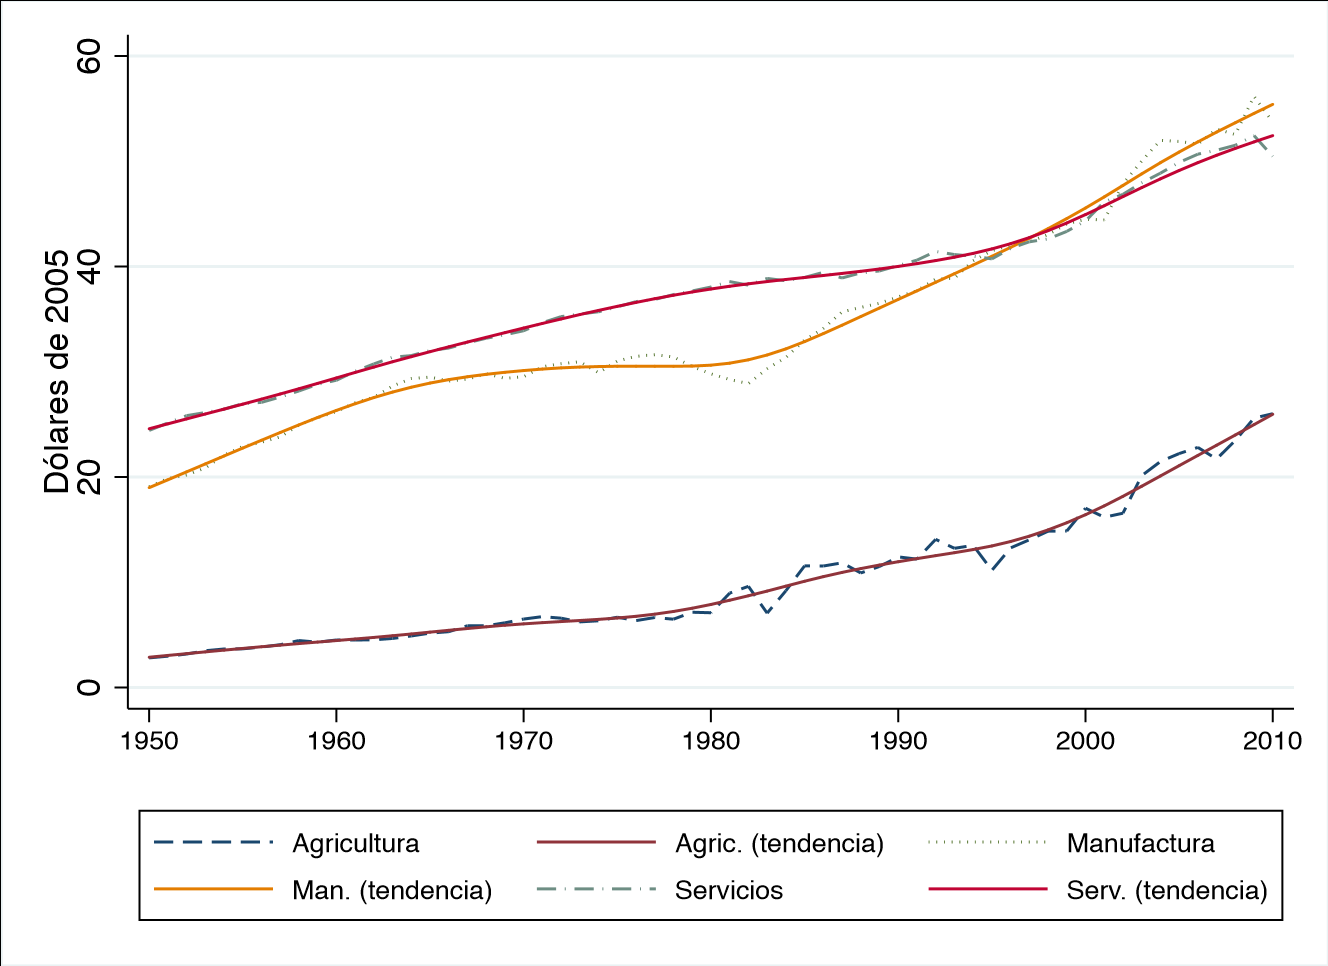 60
40
20
0
Dólares de 2005
1950 1960 1970 1980 1990 2000 2010
Agricultura Agric. (tendencia) Manufactura
Man. (tendencia) Servicios Serv. (tendencia)